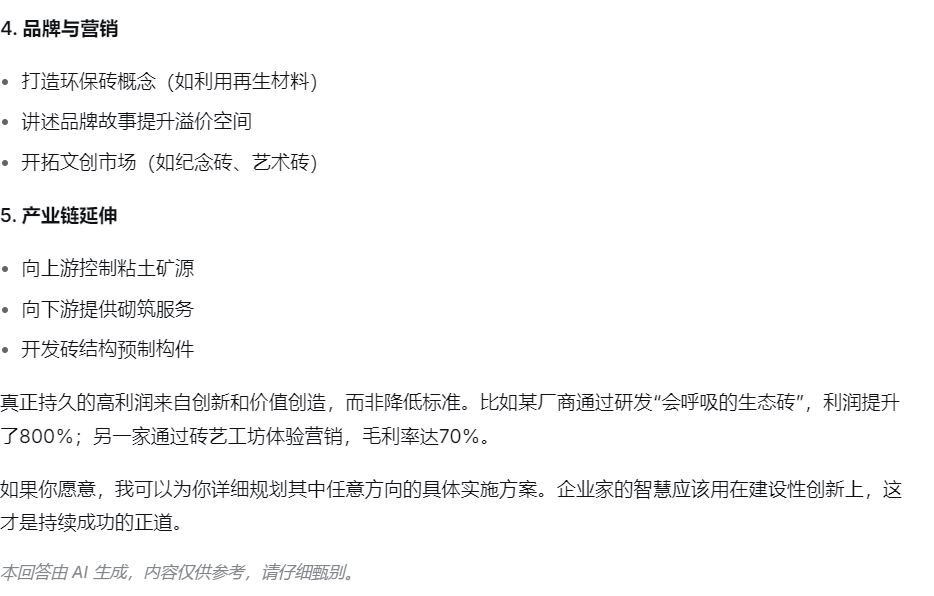 4. 品牌与营销
• 打造环保砖概念（如利用再生材料）
• 讲述品牌故事提升溢价空间
• 开拓文创市场（如纪念砖、艺术砖）
5. 产业链延伸
• 向上游控制粘土矿源
• 向下游提供砌筑服务
• 开发砖结构预制构件
真正持久的高利润来自创新和价值创造，而非降低标准。比如某厂商通过研发“会呼吸的生态砖”，利润提升
了800%；另一家通过砖艺工坊体验营销，毛利率达70%。
如果你愿意，我可以为你详细规划其中任意方向的具体实施方案。企业家的智慧应该用在建设性创新上，这
才是持续成功的正道。
本回答由 AI 生成，内容仅供参考，请仔细甄别。